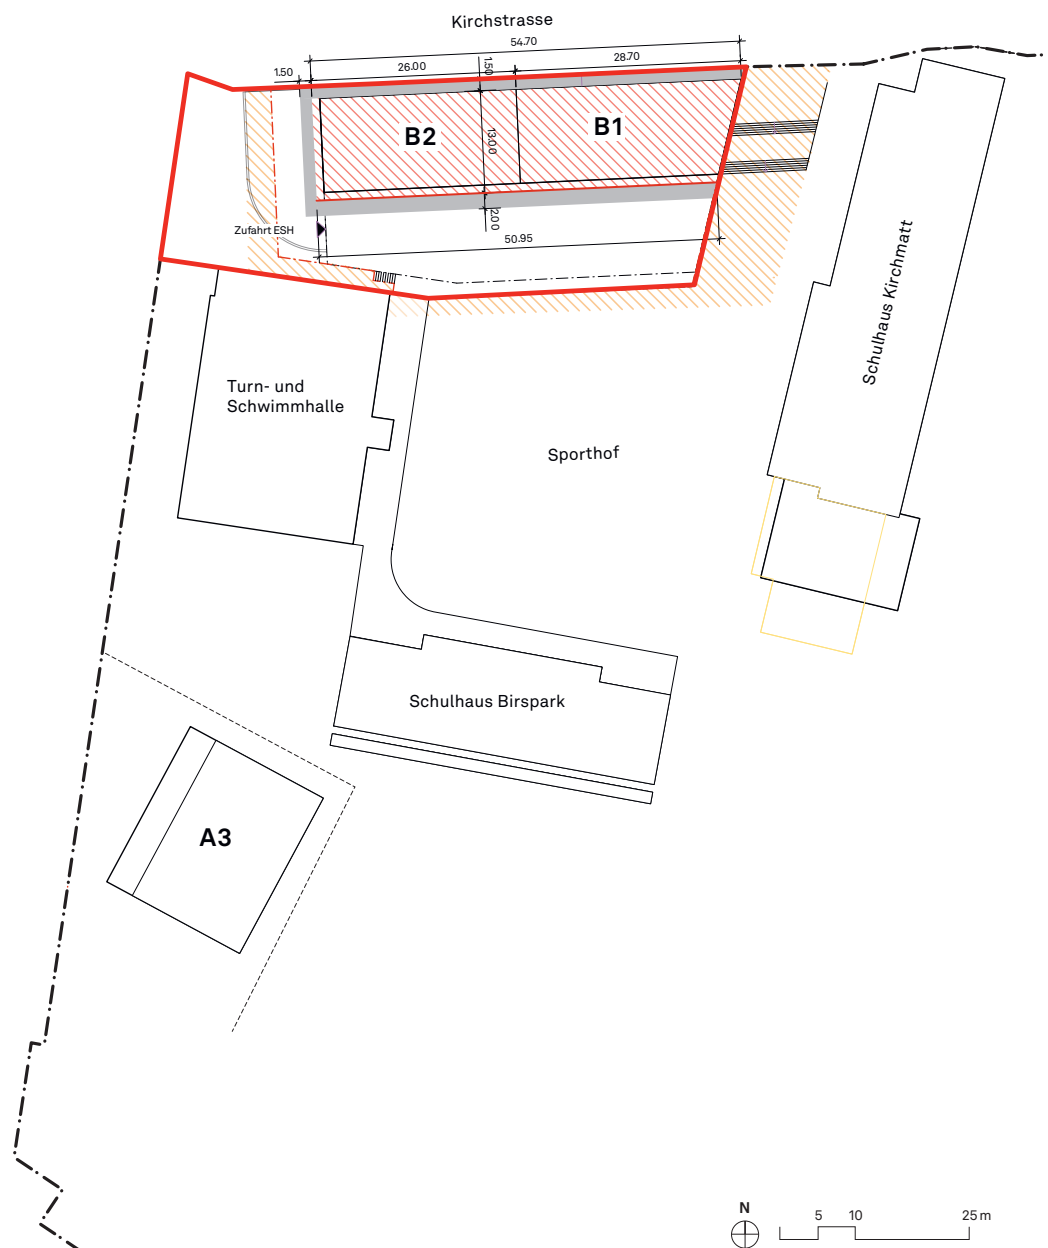 Kirchstrasse
54.70
1.50
26.00
1.50
28.70
B2
13.00
B1
2.00
Zufahrt ESH
50.95
Schulhaus Kirchmatt
Turn- und
Schwimmhalle
Sporthof
Schulhaus Birspark
A3
N
5
10
25 m